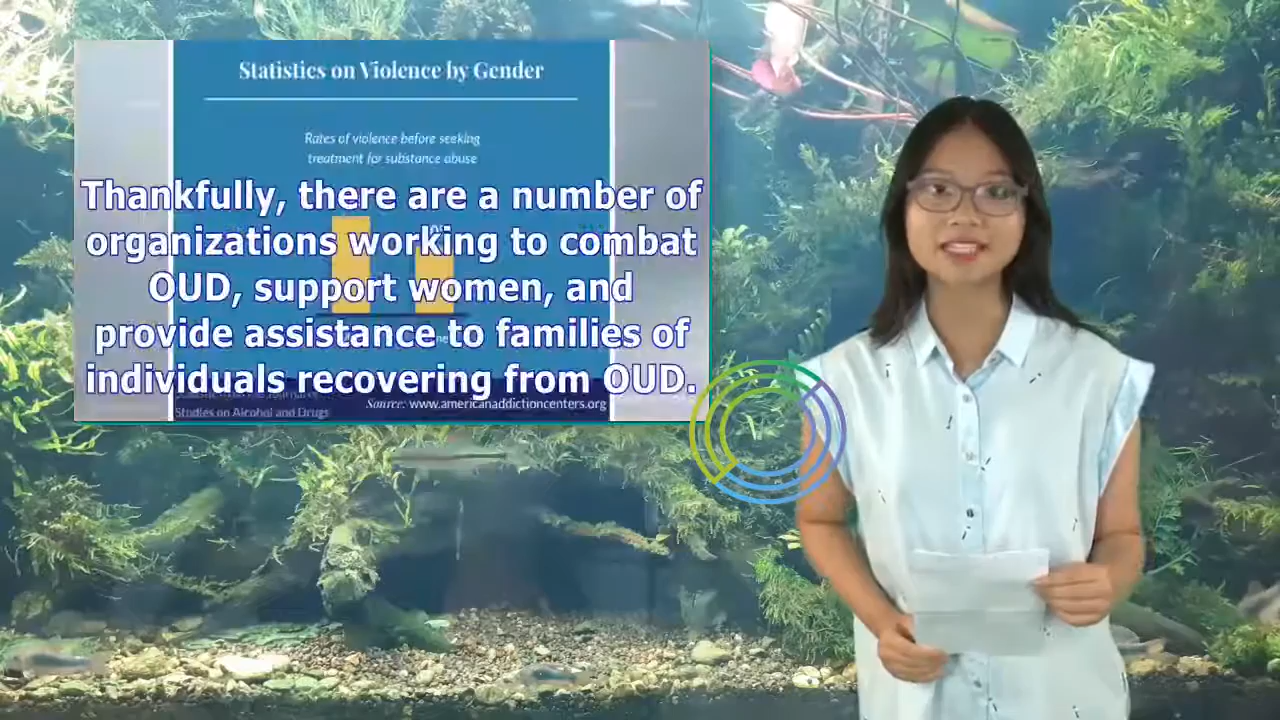 Statistics on Violence by Gender
Rates of violence before seeking
treatment for substance abuse
Thankfully, there are a number of
organizations working to combat
OUD, support women, and
provide assistance to families of
individuals recovering from OUD.
Studies on Alcohol and Drugs
Source: www.americanaddictioncenters.org